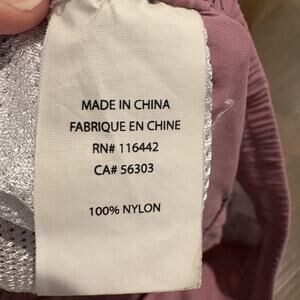 MADE IN CHINA
FABRIQUE EN CHINE
RN# 116442
CA# 56303
100% NYLON